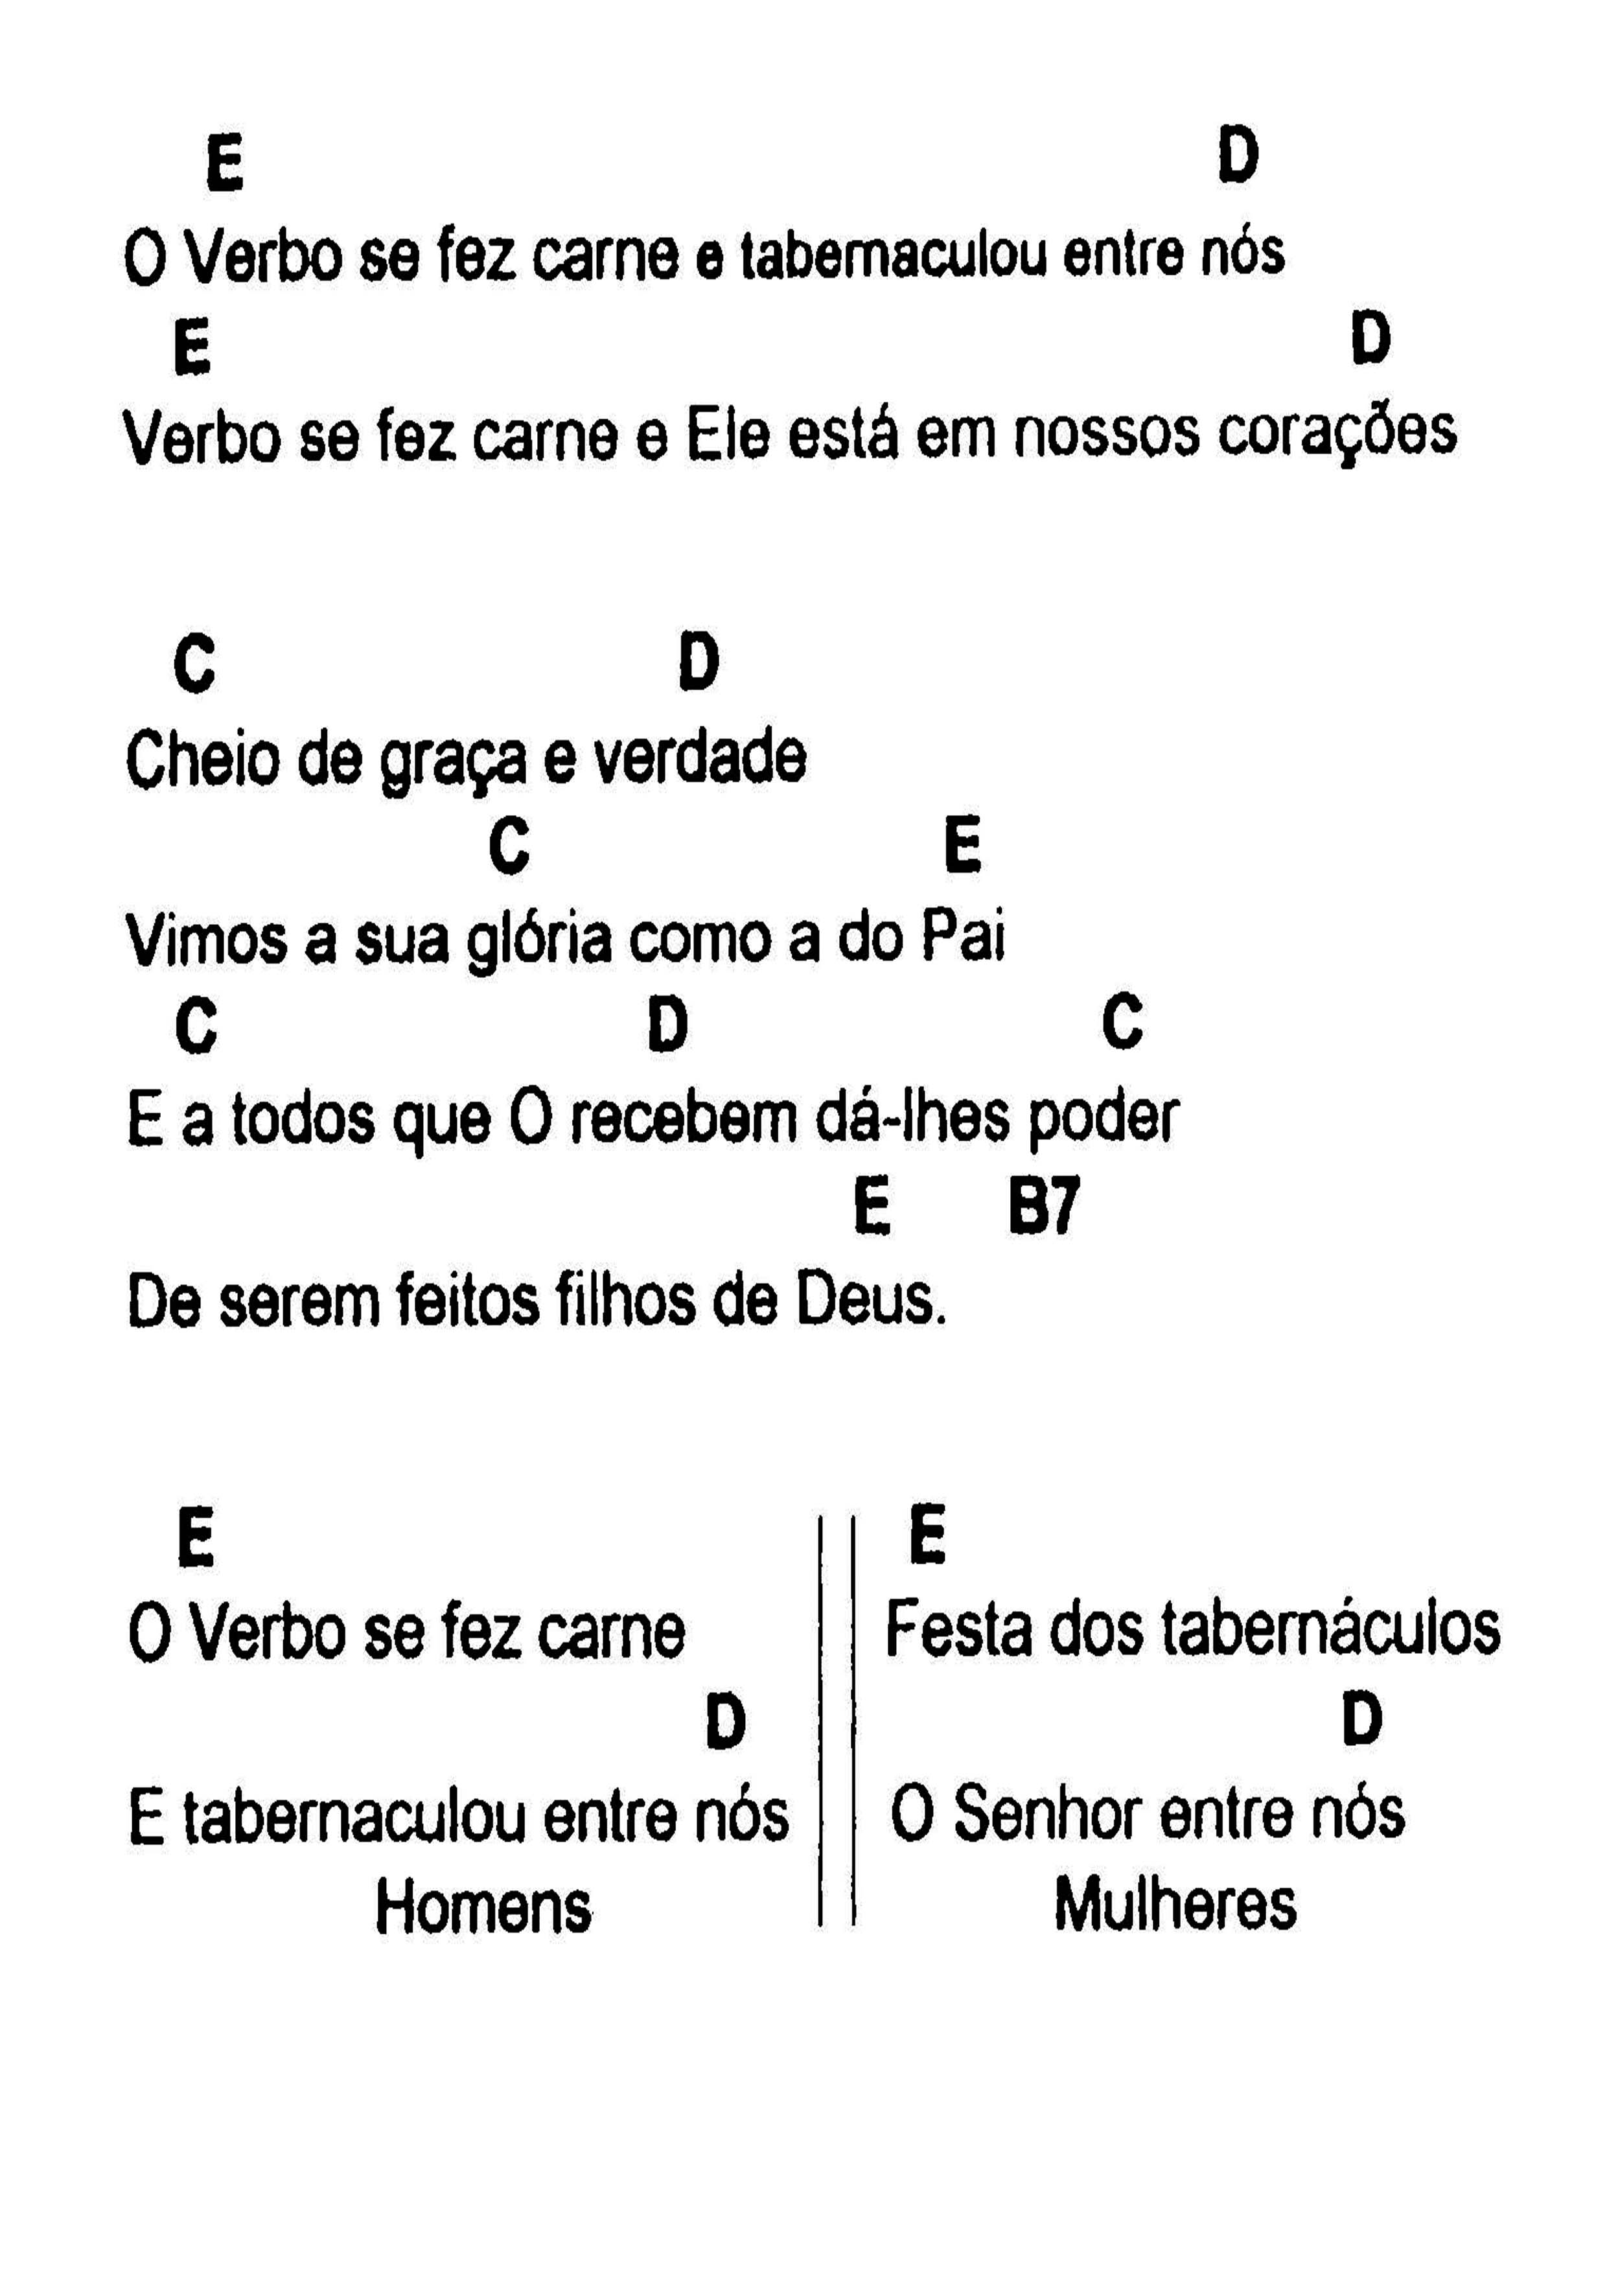 E D
O Verbo se fez carne e tabernaculou entre nós
E D
Verbo se fez carne e Ele está em nossos corações
C D
Cheio de graça e verdade
C E
Vimos a sua glória como a do Pai
C D C
E a todos que O recebem dá-lhes poder
E B7
De serem feitos filhos de Deus.
E
O Verbo se fez carne
D
E tabernaculou entre nós
Homens
E
Festa dos tabernáculos
D
O Senhor entre nós
Mulheres